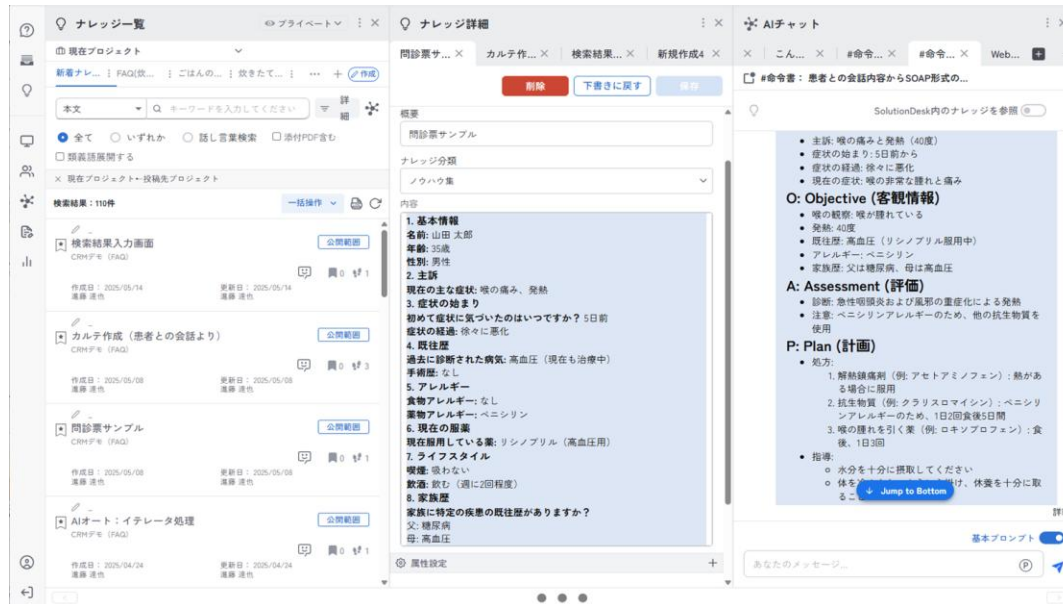 ナレッジ一覧
プライベート
現在プロジェクト
新着ナレ...
FAQ(炊...
ごはんの...
炊きたて...
作成
本文
キーワードを入力してください
詳細
全て
いずれか
話し言葉検索
添付PDF含む
類義語展開する
× 現在プロジェクト←投稿先プロジェクト
検索結果:110件
一括操作
検索結果入力画面
公開範囲
CRMデモ (FAQ)
0 1
作成日: 2025/05/14
更新日: 2025/05/14
進藤 達也
進藤 達也
カルテ作成(患者との会話より)
公開範囲
CRMデモ (FAQ)
0 3
作成日: 2025/05/08
更新日: 2025/05/08
進藤 達也
進藤 達也
問診票サンプル
公開範囲
CRMデモ (FAQ)
0 1
作成日: 2025/05/08
更新日: 2025/05/08
進藤 達也
進藤 達也
AIオート:イテレータ処理
公開範囲
CRMデモ (FAQ)
0 1
作成日: 2025/04/24
更新日: 2025/04/24
進藤 達也
進藤 達也
ナレッジ詳細
問診票サ... ×
カルテ作... ×
検索結果... ×
新規作成4 ×
削除
下書きに戻す
保存
概要
問診票サンプル
ナレッジ分類
ノウハウ集
内容
1. 基本情報
名前: 山田 太郎
年齢: 35歳
性別: 男性
2. 主訴
現在の主な症状: 喉の痛み、発熱
3. 症状の始まり
初めて症状に気づいたのはいつですか? 5日前
症状の経過: 徐々に悪化
4. 既往歴
過去に診断された病気: 高血圧(現在も治療中)
手術歴: なし
5. アレルギー
食物アレルギー: なし
薬物アレルギー: ペニシリン
6. 現在の服薬
現在服用している薬: リシノプリル(高血圧用)
7. ライフスタイル
喫煙: 吸わない
飲酒: 飲む(週に2回程度)
8. 家族歴
家族に特定の疾患の既往歴がありますか?
父: 糖尿病
母: 高血圧
属性設定
AIチャット
こん... ×
#命令... ×
#命令... ×
Web...
#命令書: 患者との会話内容からSOAP形式の...
SolutionDesk内のナレッジを参照
主訴: 喉の痛みと発熱(40度)
症状の始まり: 5日前から
症状の経過: 徐々に悪化
現在の症状: 喉の非常な腫れと痛み
O: Objective (客観情報)
喉の観察: 喉が腫れている
発熱: 40度
既往歴: 高血圧(リシノプリル服用中)
アレルギー: ペニシリン
家族歴: 父は糖尿病、母は高血圧
A: Assessment (評価)
診断: 急性咽頭炎および風邪の重症化による発熱
注意: ペニシリンアレルギーのため、他の抗生物質を
使用
P: Plan (計画)
処方:
1. 解熱鎮痛剤(例: アセトアミノフェン): 熱があ
る場合に服用
2. 抗生物質(例: クラリスロマイシン): ペニシリ
ンアレルギーのため、1日2回食後5日間
3. 喉の腫れを引く薬(例: ロキソプロフェン): 食
後、1日3回
指導:
水分を十分に摂取してください
体を
休養を十分に取
るこ
Jump to Bottom
基本プロンプト
あなたのメッセージ...